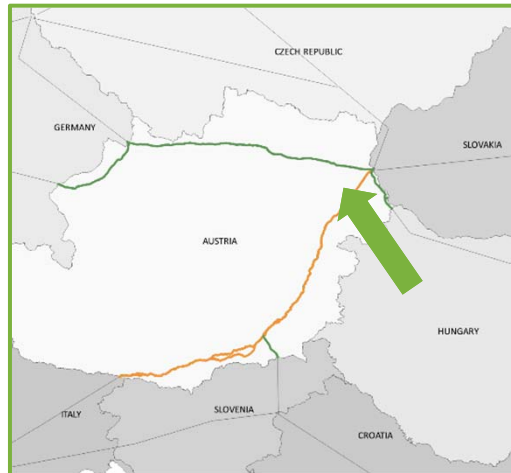 CZECH REPUBLIC
GERMANY
SLOVAKIA
AUSTRIA
HUNGARY
ITALY
SLOVENIA
CROATIA